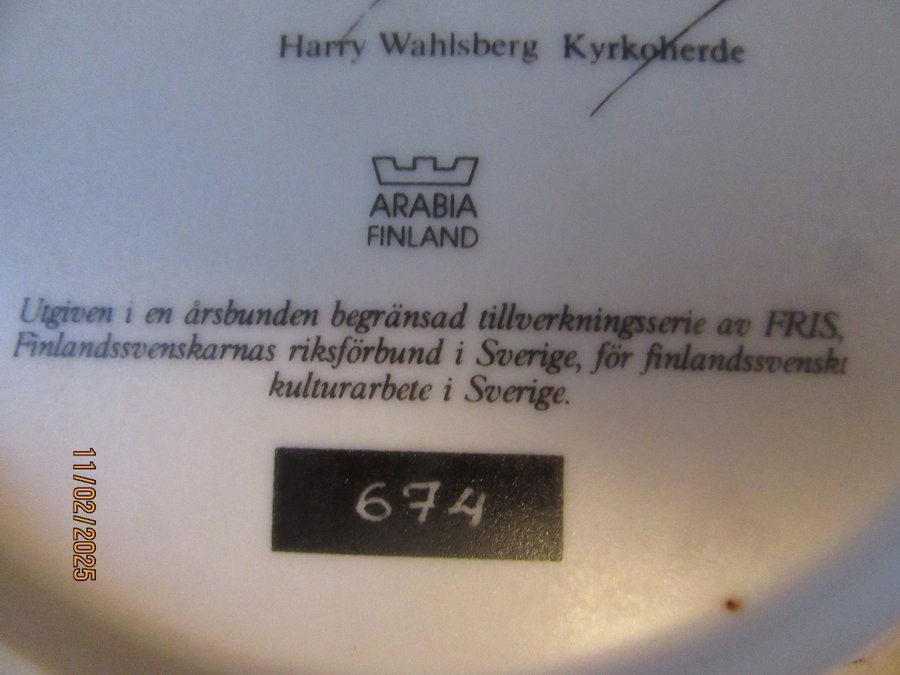 Harry Wahlsberg Kyrkoherde
ARABIA
FINLAND
Utgiven i en årsbunden begränsad tillverkningsserie av FRIS,
Finlandssvenskarnas riksförbund i Sverige, för finlandssvenskt
kulturarbete i Sverige.
674
11/02/2025